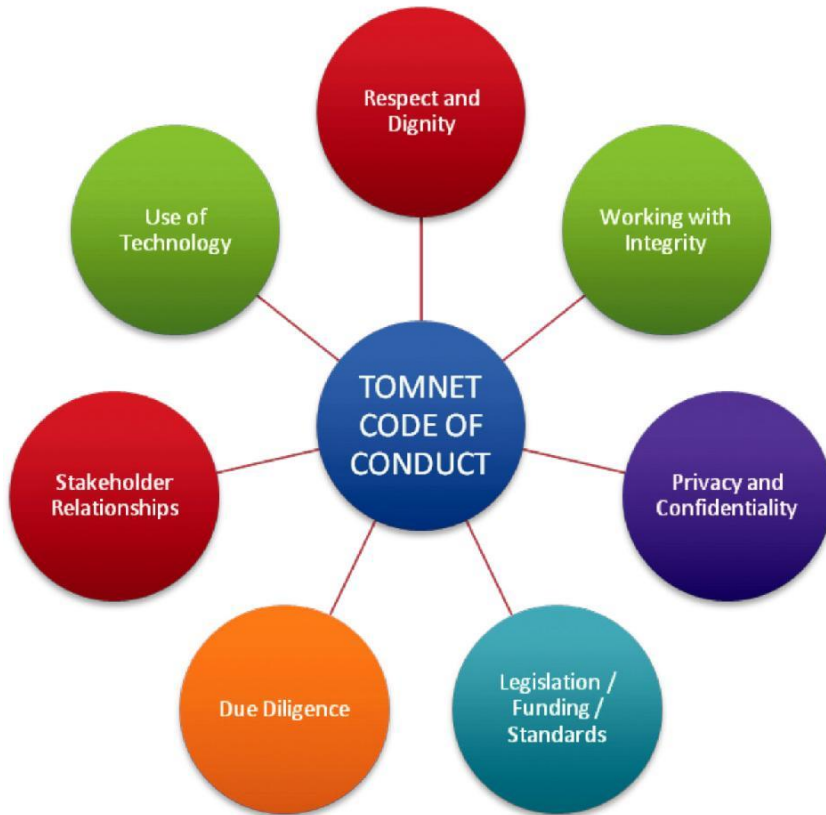 Respect and
Dignity
Use of
Technology
Working with
Integrity
TOMNET
CODE OF
CONDUCT
Stakeholder
Relationships
Privacy and
Confidentiality
Due Diligence
Legislation /
Funding /
Standards